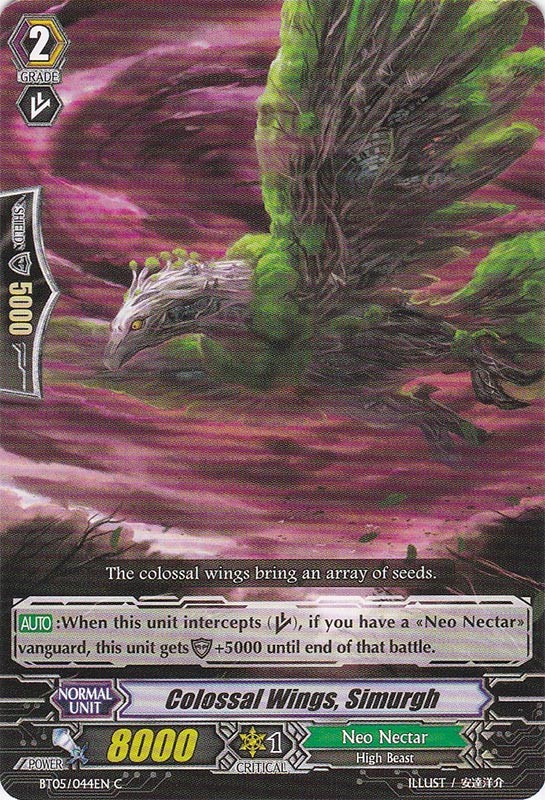 2
GRADE
SHIELD
5000
The colossal wings bring an array of seeds.
AUTO:When this unit intercepts ( ), if you have a «Neo Nectar»
vanguard, this unit gets +5000 until end of that battle.
NORMAL
UNIT
Colossal Wings, Simurgh
POWER
8000
1
CRITICAL
Neo Nectar
High Beast
BT05/044EN C
ILLUST / 安達洋介